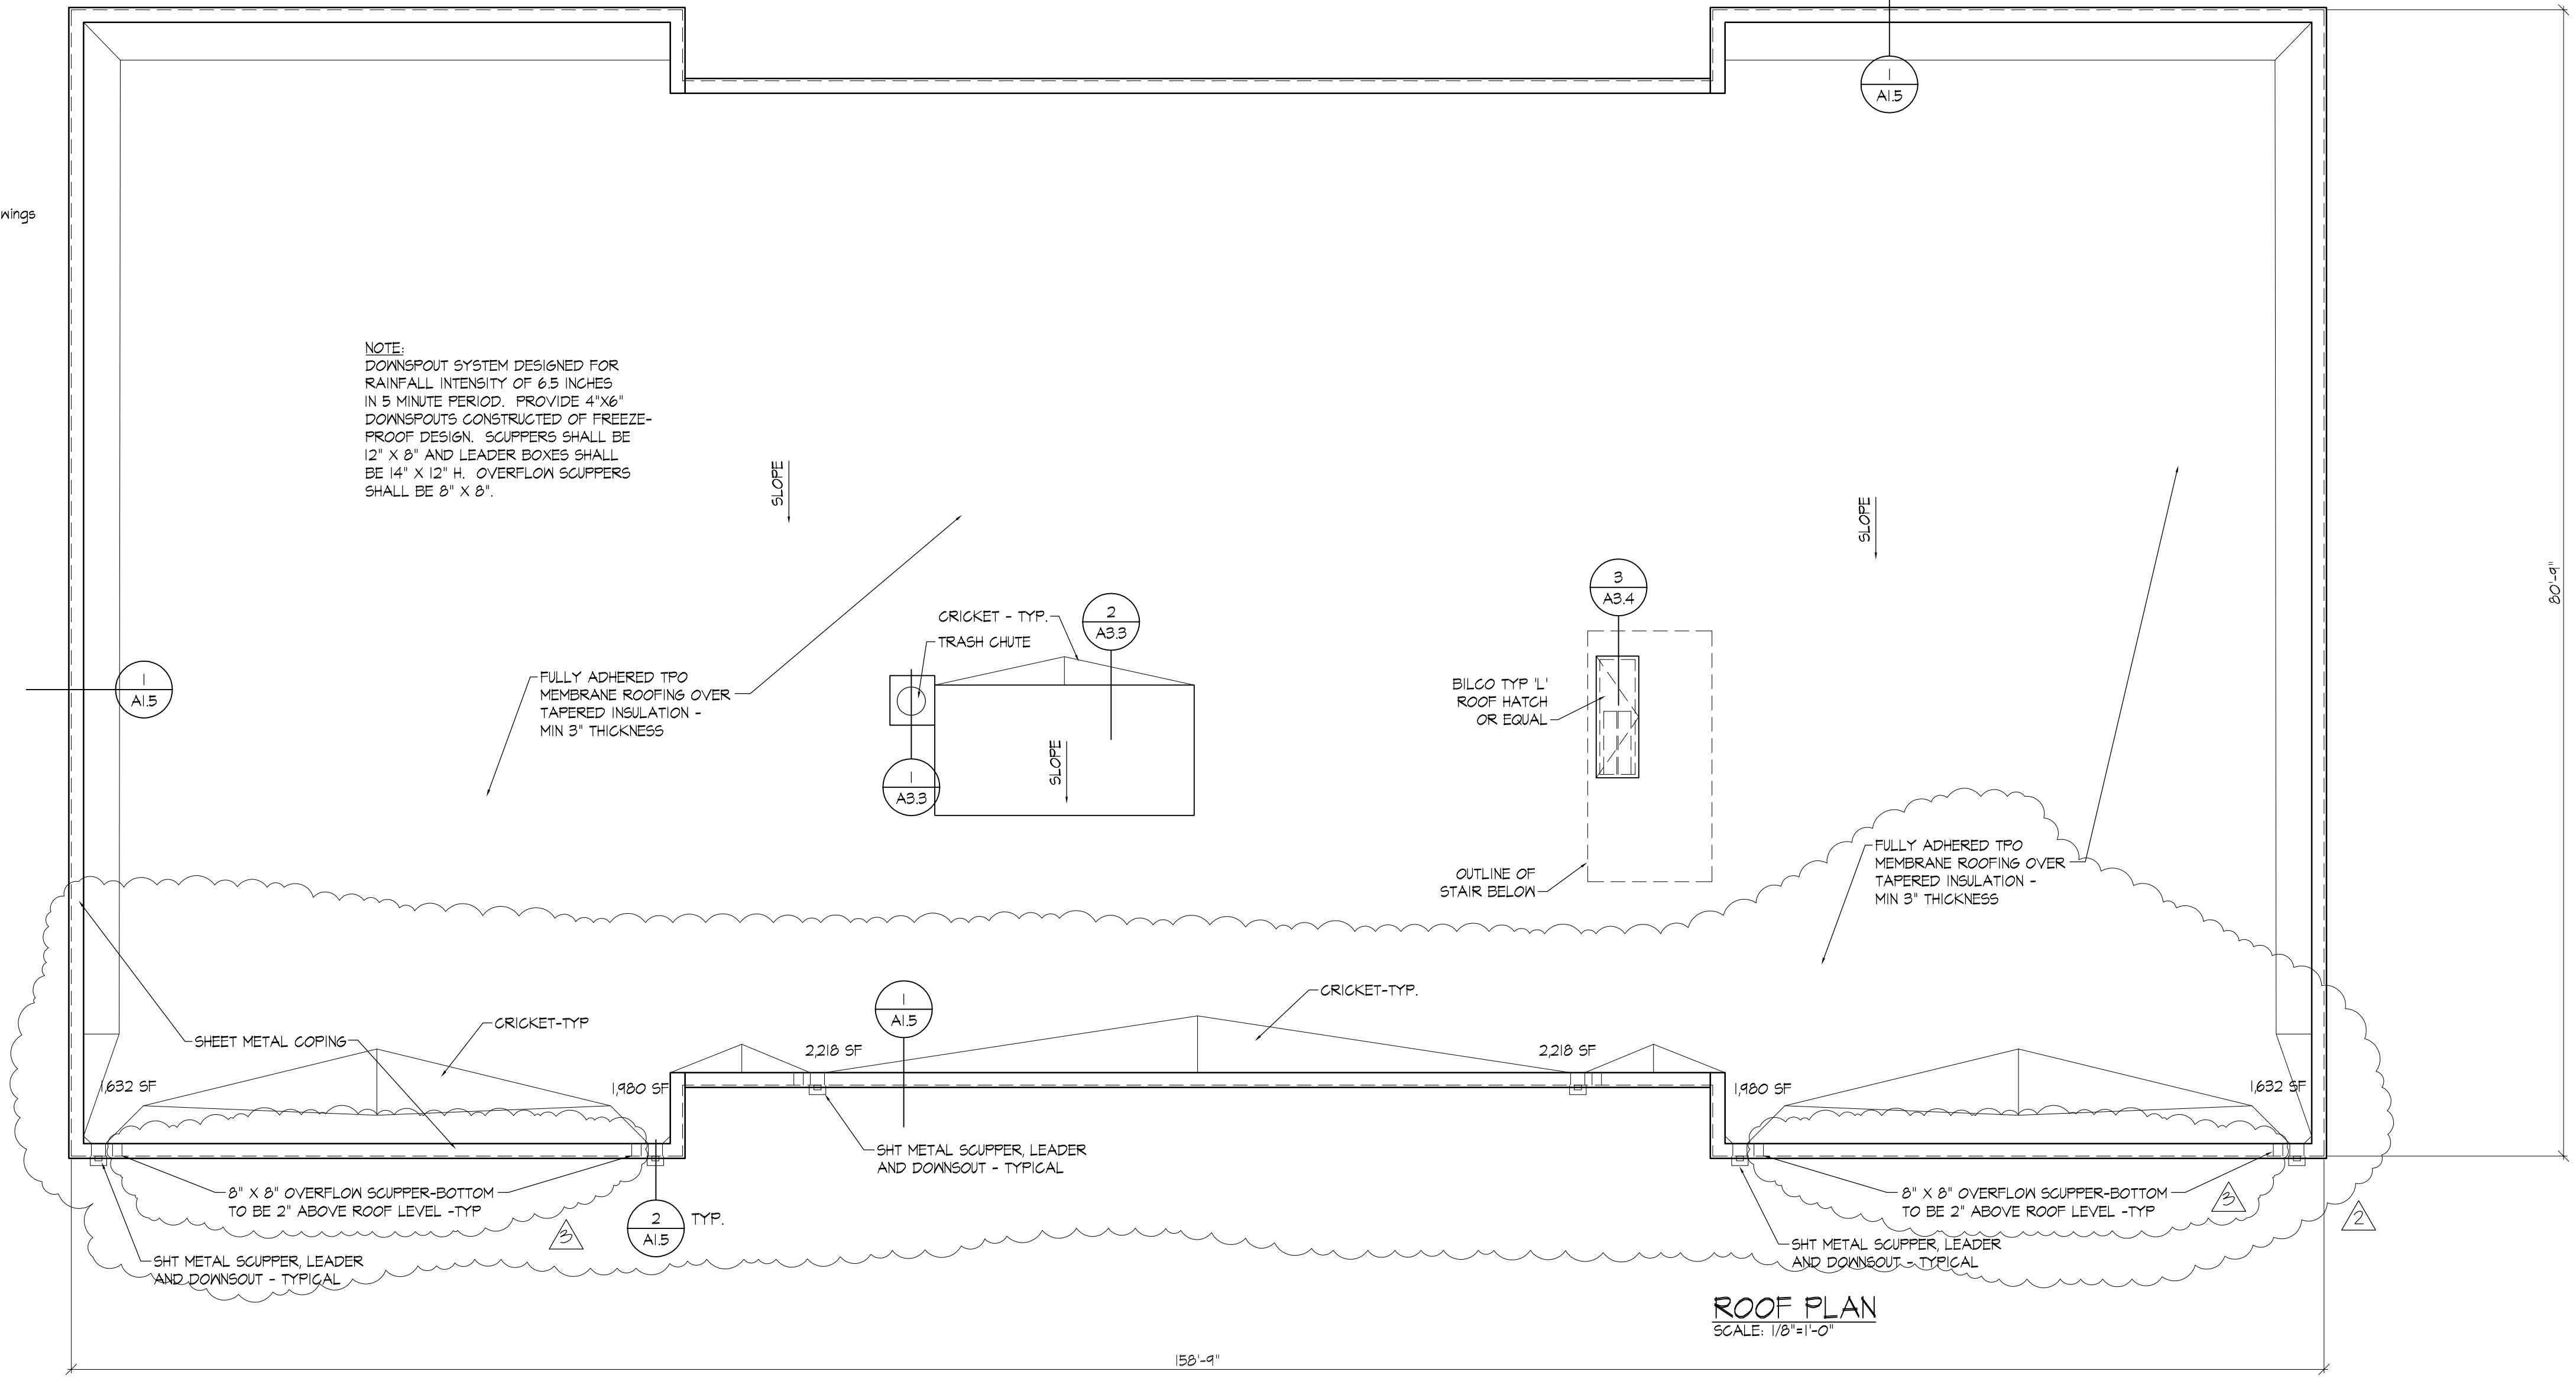 1
A1.5
wings
NOTE:
DOWNSPOUT SYSTEM DESIGNED FOR
RAINFALL INTENSITY OF 6.5 INCHES
IN 5 MINUTE PERIOD. PROVIDE 4"X6"
DOWNSPOUTS CONSTRUCTED OF FREEZE-
PROOF DESIGN. SCUPPERS SHALL BE
12" X 8" AND LEADER BOXES SHALL
BE 14" X 12" H. OVERFLOW SCUPPERS
SHALL BE 8" X 8".
SLOPE
SLOPE
80'-9"
3
A3.4
CRICKET - TYP.
2
A3.3
TRASH CHUTE
1
A1.5
FULLY ADHERED TPO
MEMBRANE ROOFING OVER
TAPERED INSULATION -
MIN 3" THICKNESS
BILCO TYP 'L'
ROOF HATCH
OR EQUAL
SLOPE
1
A3.3
OUTLINE OF
STAIR BELOW
FULLY ADHERED TPO
MEMBRANE ROOFING OVER
TAPERED INSULATION -
MIN 3" THICKNESS
CRICKET-TYP.
1
A1.5
CRICKET-TYP
SHEET METAL COPING
2,218 SF
2,218 SF
1,632 SF
1,980 SF
1,980 SF
1,632 SF
SHT METAL SCUPPER, LEADER
AND DOWNSOUT - TYPICAL
8" X 8" OVERFLOW SCUPPER-BOTTOM
TO BE 2" ABOVE ROOF LEVEL -TYP
3
2
A1.5
TYP.
8" X 8" OVERFLOW SCUPPER-BOTTOM
TO BE 2" ABOVE ROOF LEVEL -TYP
3
2
SHT METAL SCUPPER, LEADER
AND DOWNSOUT - TYPICAL
SHT METAL SCUPPER, LEADER
AND DOWNSOUT - TYPICAL
ROOF PLAN
SCALE: 1/8"=1'-0"
158'-9"